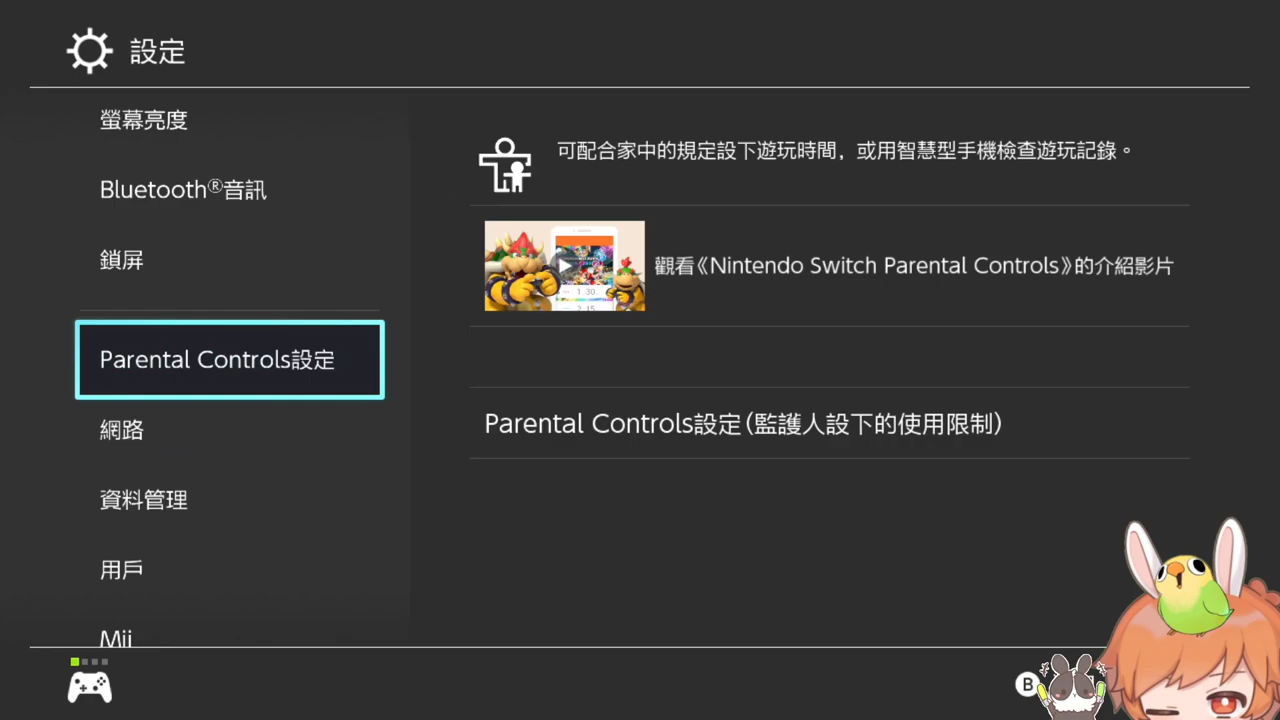 設定
螢幕亮度
Bluetooth®音訊
鎖屏
Parental Controls設定
網路
資料管理
用戶
Mii
可配合家中的規定設下遊玩時間，或用智慧型手機檢查遊玩記錄。
觀看《Nintendo Switch Parental Controls》的介紹影片
Parental Controls設定(監護人設下的使用限制)
B